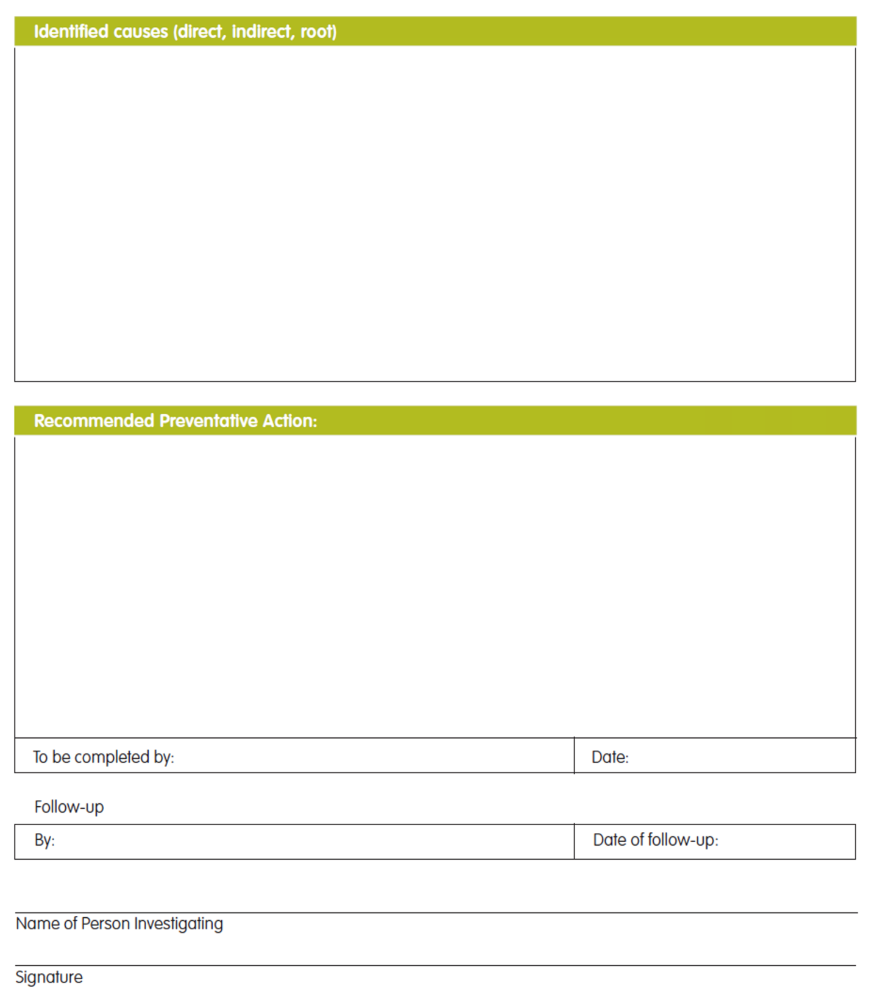 Identified causes (direct, indirect, root)
Recommended Preventative Action:
To be completed by:
Date:
Follow-up
By:
Date of follow-up:
Name of Person Investigating
Signature